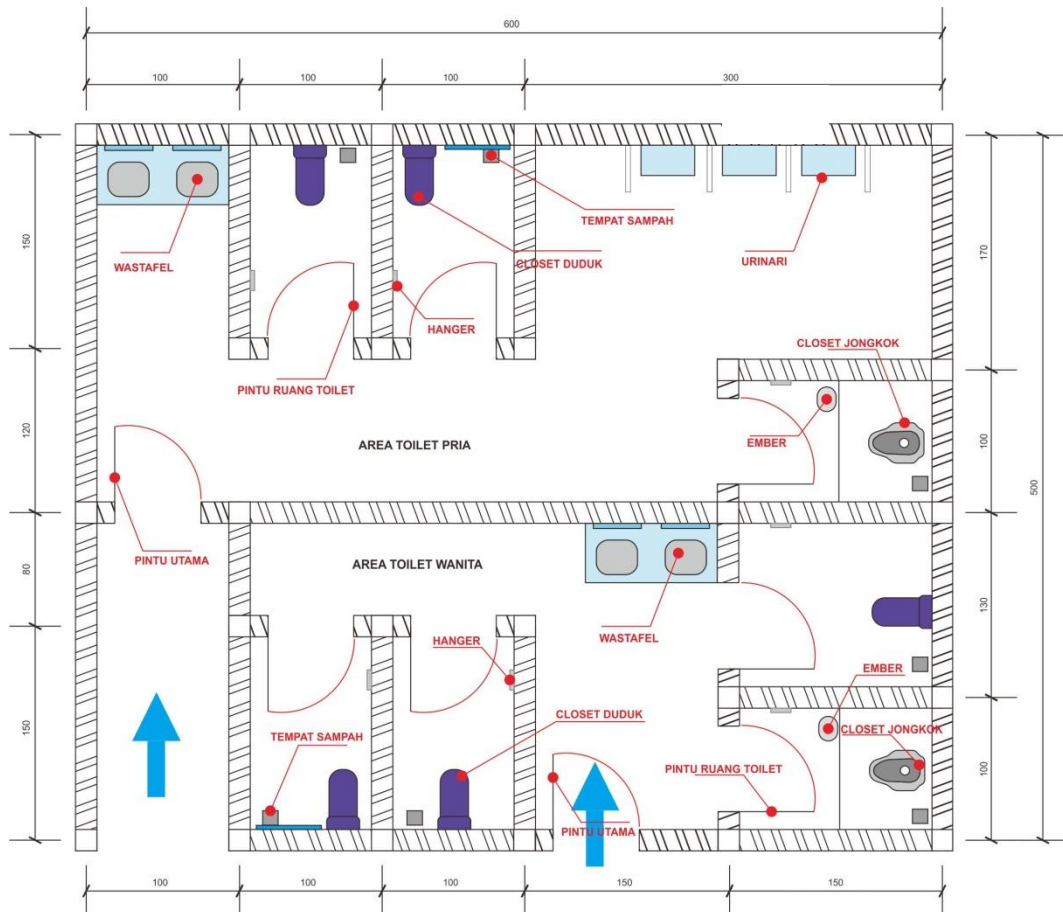 600
100
100
100
300
TEMPAT SAMPAH
WASTAFEL
CLOSET DUDUK
URINARI
150
170
HANGER
CLOSET JONGKOK
PINTU RUANG TOILET
120
AREA TOILET PRIA
EMBER
100
500
PINTU UTAMA
AREA TOILET WANITA
80
130
HANGER
WASTAFEL
EMBER
CLOSET DUDUK
150
TEMPAT SAMPAH
CLOSET JONGKOK
PINTU RUANG TOILET
100
PINTU UTAMA
100
100
100
150
150